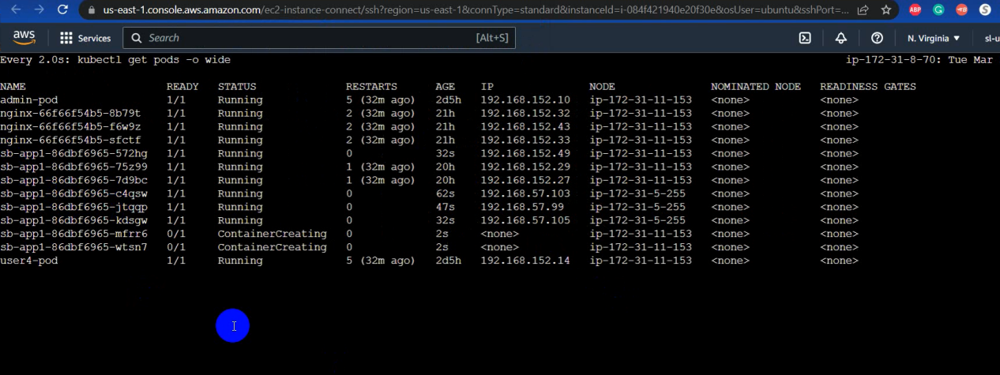 us-east-1.console.aws.amazon.com/ec2-instance-connect/ssh?region=us-east-1&connType=standard&instanceId=i-084f421940e20f30e&osUser=ubuntu&sshPort=...
ABP G S
aws Services Search [Alt+S] N. Virginia ▼ sl-u
Every 2.0s: kubectl get pods -o wide ip-172-31-8-70: Tue Mar
NAME READY STATUS RESTARTS AGE IP NODE NOMINATED NODE READINESS GATES
admin-pod 1/1 Running 5 (32m ago) 2d5h 192.168.152.10 ip-172-31-11-153 <none> <none>
nginx-66f66f54b5-8b79t 1/1 Running 2 (32m ago) 21h 192.168.152.32 ip-172-31-11-153 <none> <none>
nginx-66f66f54b5-f6w9z 1/1 Running 2 (32m ago) 21h 192.168.152.43 ip-172-31-11-153 <none> <none>
nginx-66f66f54b5-sfctf 1/1 Running 2 (32m ago) 21h 192.168.152.33 ip-172-31-11-153 <none> <none>
sb-app1-86dbf6965-572hg 1/1 Running 0 32s 192.168.152.49 ip-172-31-11-153 <none> <none>
sb-app1-86dbf6965-75z99 1/1 Running 1 (32m ago) 20h 192.168.152.29 ip-172-31-11-153 <none> <none>
sb-app1-86dbf6965-7d9bc 1/1 Running 1 (32m ago) 20h 192.168.152.27 ip-172-31-11-153 <none> <none>
sb-app1-86dbf6965-c4qsw 1/1 Running 0 62s 192.168.57.103 ip-172-31-5-255 <none> <none>
sb-app1-86dbf6965-jtqqp 1/1 Running 0 47s 192.168.57.99 ip-172-31-5-255 <none> <none>
sb-app1-86dbf6965-kdsgw 1/1 Running 0 32s 192.168.57.105 ip-172-31-5-255 <none> <none>
sb-app1-86dbf6965-mfrr6 0/1 ContainerCreating 0 2s <none> ip-172-31-11-153 <none> <none>
sb-app1-86dbf6965-wtsn7 0/1 ContainerCreating 0 2s <none> ip-172-31-11-153 <none> <none>
user4-pod 1/1 Running 5 (32m ago) 2d5h 192.168.152.14 ip-172-31-11-153 <none> <none>